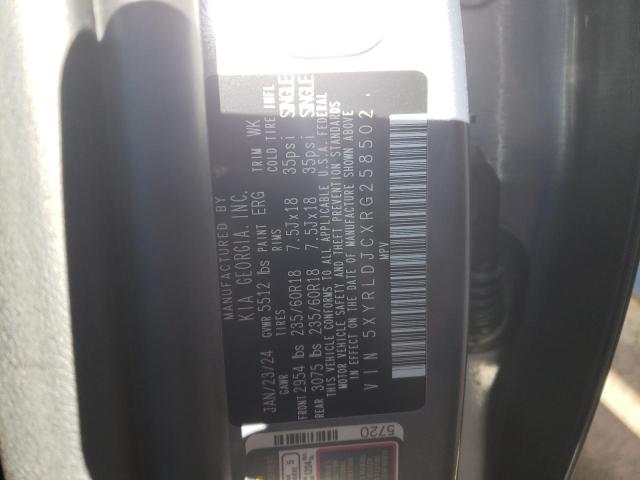 MANUFACTURED BY
KIA GEORGIA, INC.
JAN/23/24 GVWR 5512 lbs PAINT ERG TRIM WK
GAWR TIRES RIMS COLD TIRE INFL
FRONT 2954 lbs 235/60R18 7.5Jx18 35psi SINGLE
REAR 3075 lbs 235/60R18 7.5Jx18 35psi SINGLE
THIS VEHICLE CONFORMS TO ALL APPLICABLE U.S.A. FEDERAL
MOTOR VEHICLE SAFETY AND THEFT PREVENTION STANDARDS
IN EFFECT ON THE DATE OF MANUFACTURE SHOWN ABOVE
VIN 5XYRLDJCXRG258502
MPV
5720